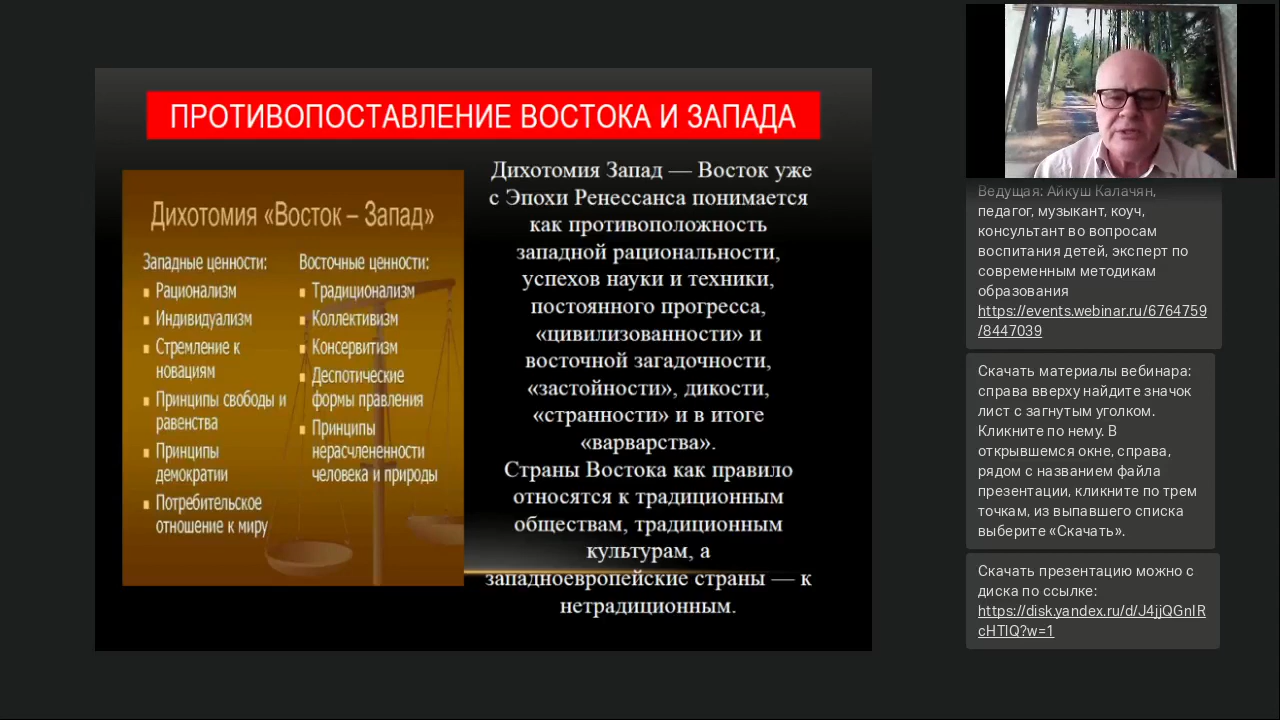 ПРОТИВОПОСТАВЛЕНИЕ ВОСТОКА И ЗАПАДА
Дихотомия «Восток – Запад»
Западные ценности:
Рационализм
Индивидуализм
Стремление к
новациям
Принципы свободы и
равенства
Принципы
демократии
Потребительское
отношение к миру
Восточные ценности:
Традиционализм
Коллективизм
Консервитизм
Деспотические
формы правления
Принципы
нерасчлененности
человека и природы
Дихотомия Запад — Восток уже
с Эпохи Ренессанса понимается
как противоположность
западной рациональности,
успехов науки и техники,
постоянного прогресса,
«цивилизованности» и
восточной загадочности,
«застойности», дикости,
«странности» и в итоге
«варварства».
Страны Востока как правило
относятся к традиционным
обществам, традиционным
культурам, а
западноевропейские страны — к
нетрадиционным.
Ведущая: Айкуш Калачян,
педагог, музыкант, коуч,
консультант во вопросам
воспитания детей, эксперт по
современным методикам
образования
https://events.webinar.ru/6764759
/8447039
Скачать материалы вебинара:
справа вверху найдите значок
лист с загнутым уголком.
Кликните по нему. В
открывшемся окне, справа,
рядом с названием файла
презентации, кликните по трем
точкам, из выпавшего списка
выберите «Скачать».
Скачать презентацию можно с
диска по ссылке:
https://disk.yandex.ru/d/J4jjQGnIR
cHTlQ?w=1